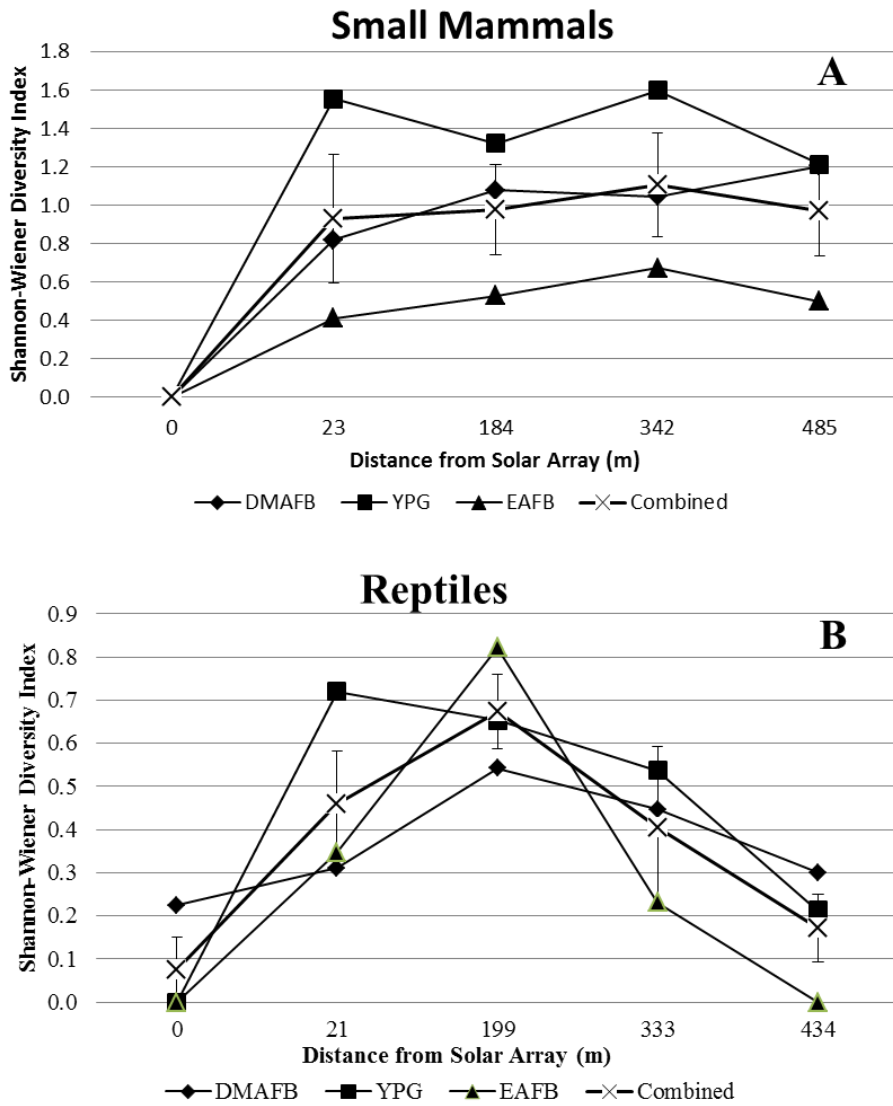 Small Mammals
A
Shannon-Wiener Diversity Index
1.8
1.6
1.4
1.2
1.0
0.8
0.6
0.4
0.2
0.0
0 23 184 342 485
Distance from Solar Array (m)
DMAFB YPG EAFB Combined
Reptiles
B
Shannon-Wiener Diversity Index
0.9
0.8
0.7
0.6
0.5
0.4
0.3
0.2
0.1
0.0
0 21 199 333 434
Distance from Solar Array (m)
DMAFB YPG EAFB Combined